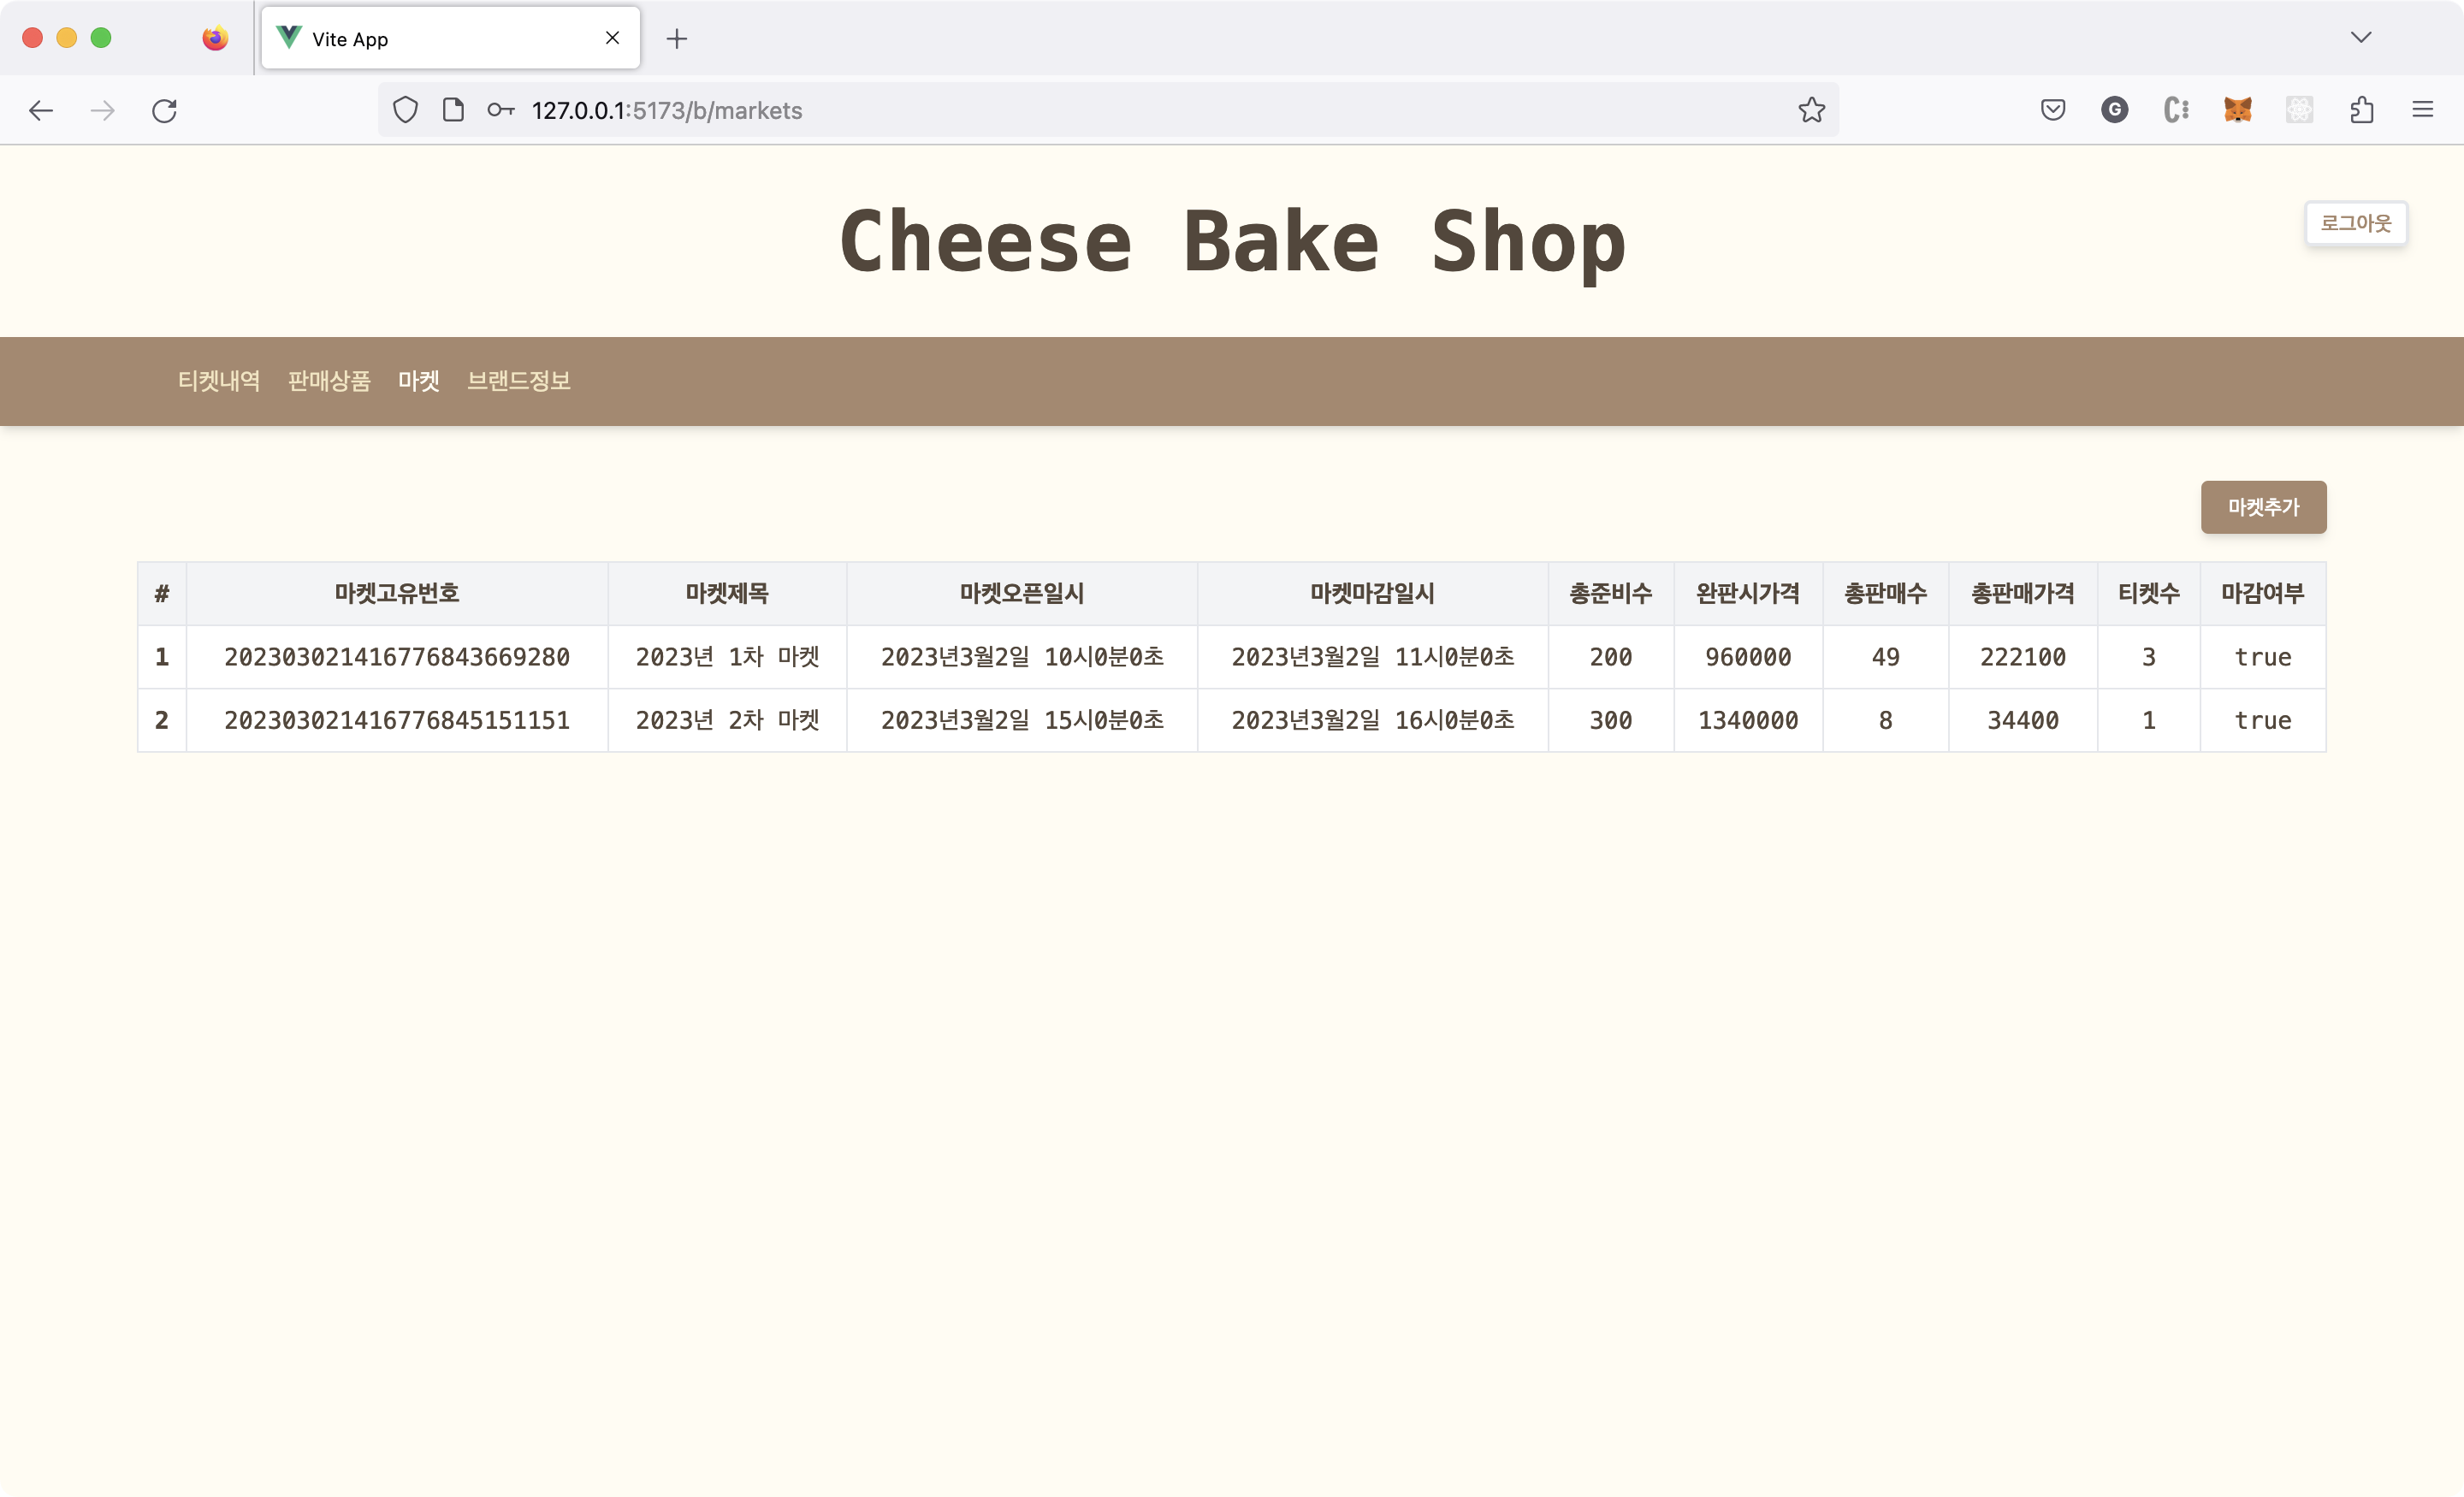 Vite App
127.0.0.1:5173/b/markets
G
Cheese Bake Shop
로그아웃
티켓내역 판매상품 마켓 브랜드정보
마켓추가
# 마켓고유번호 마켓제목 마켓오픈일시 마켓마감일시 총준비수 완판시가격 총판매수 총판매가격 티켓수 마감여부
1 202303021416776843669280 2023년 1차 마켓 2023년3월2일 10시0분0초 2023년3월2일 11시0분0초 200 960000 49 222100 3 true
2 202303021416776845151151 2023년 2차 마켓 2023년3월2일 15시0분0초 2023년3월2일 16시0분0초 300 1340000 8 34400 1 true